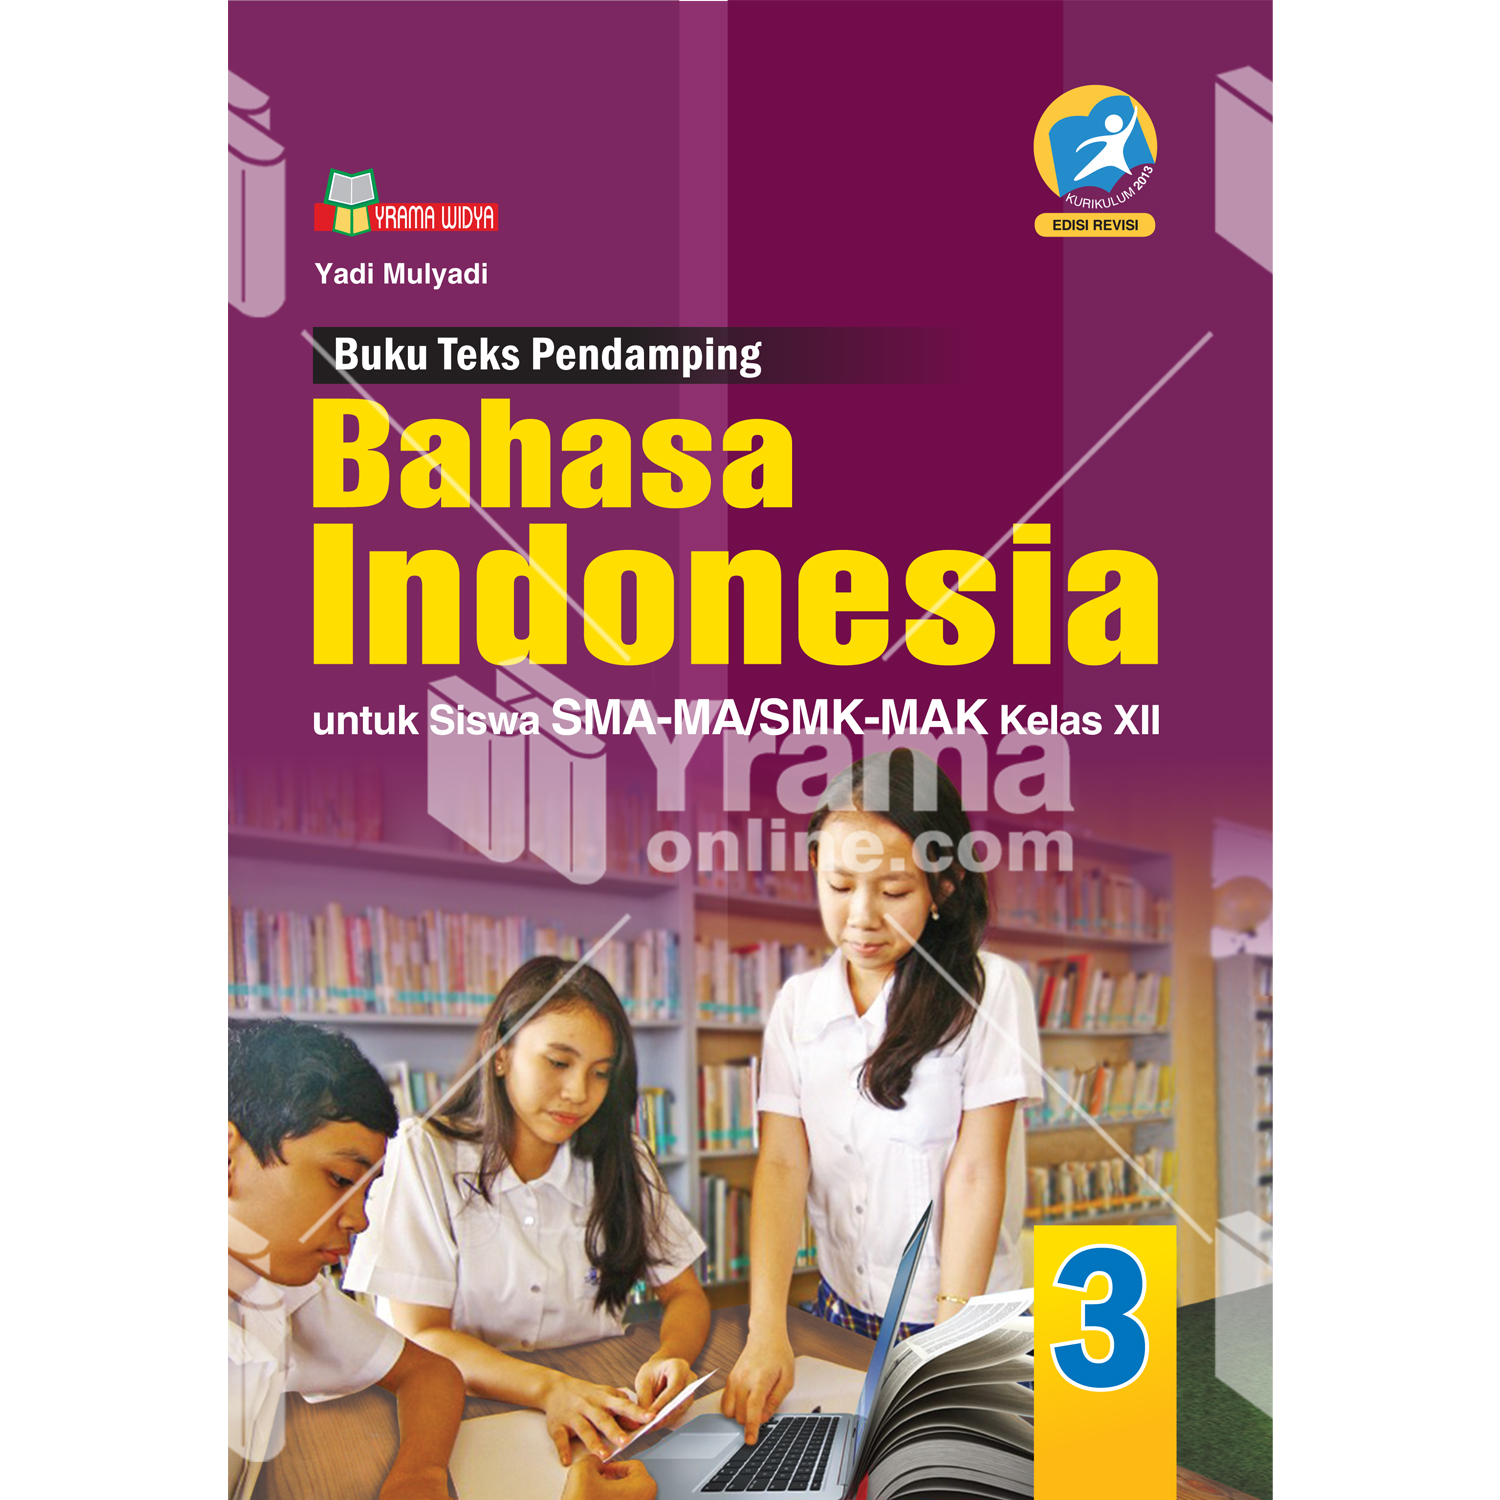 YRAMA WIDYA
KURIKULUM 2013
EDISI REVISI
Yadi Mulyadi
Buku Teks Pendamping
Bahasa
Indonesia
untuk Siswa SMA-MA/SMK-MAK Kelas XII
Yrama
online.com
3